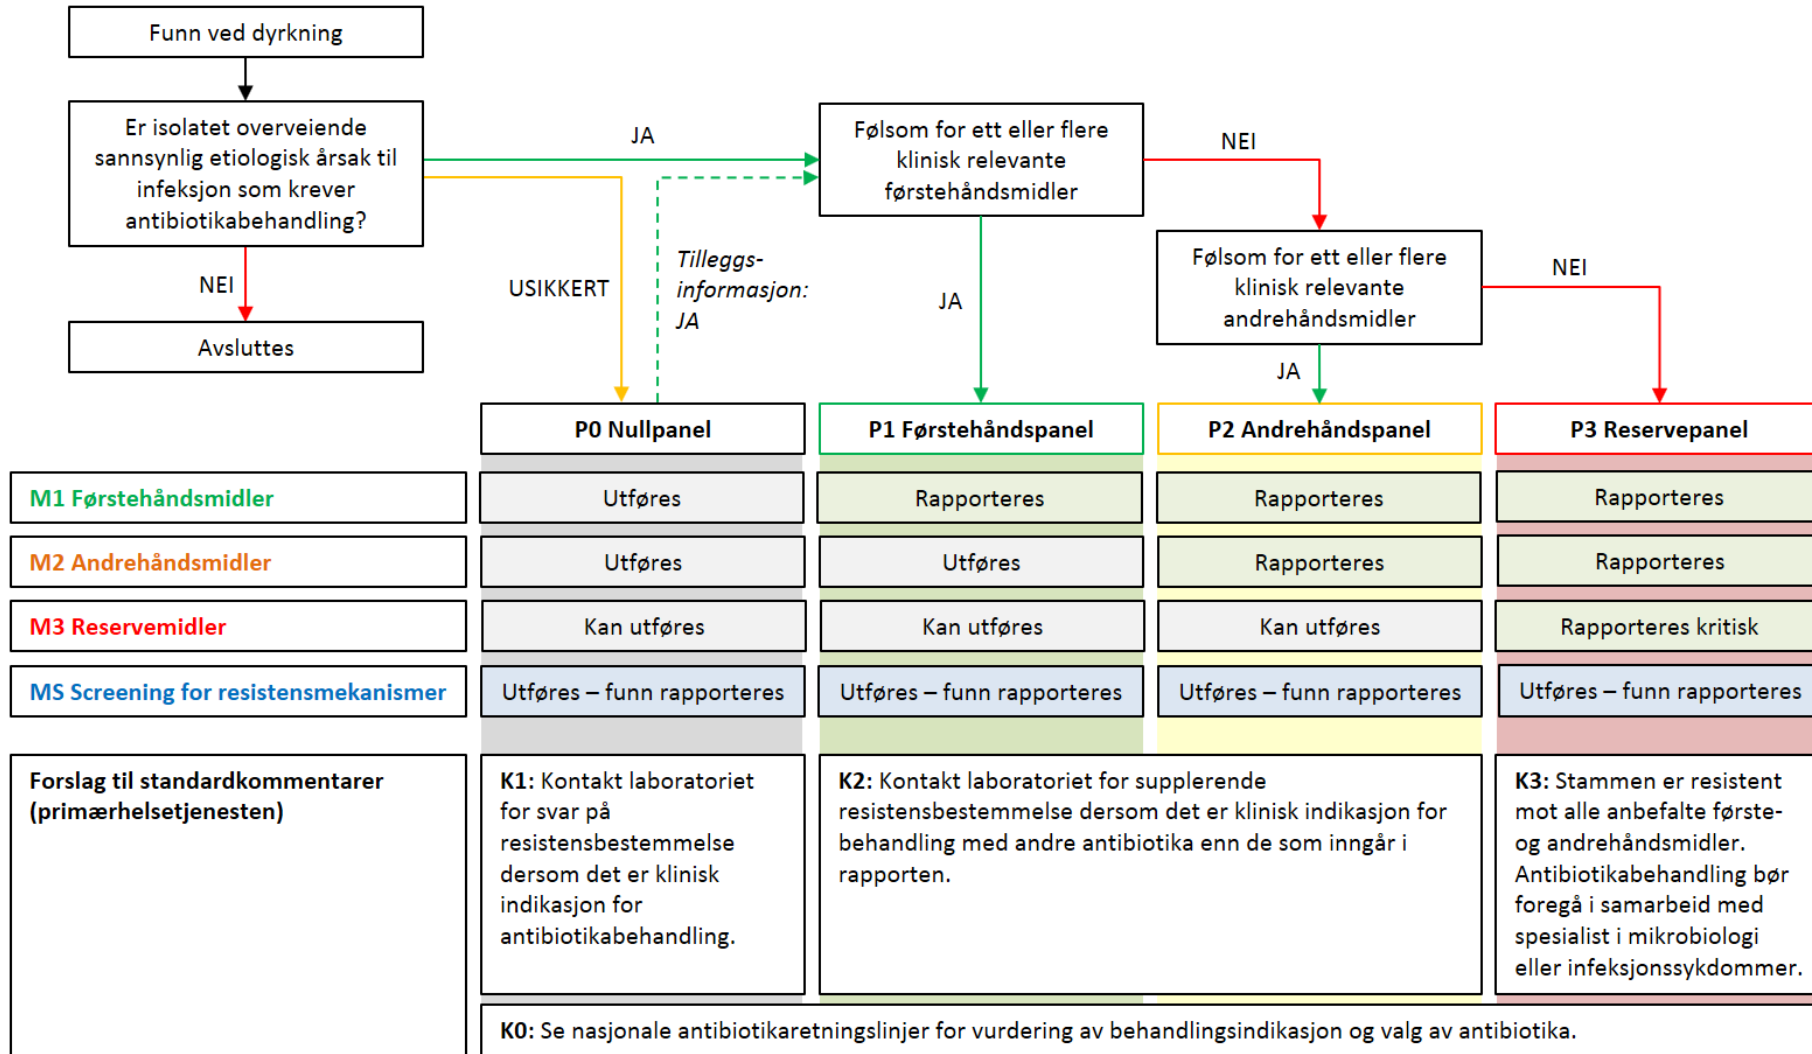 Funn ved dyrkning
Er isolatet overveiende
sannsynlig etiologisk årsak til
infeksjon som krever
antibiotikabehandling?
JA
Følsom for ett eller flere
klinisk relevante
førstehåndsmidler
NEI
Følsom for ett eller flere
klinisk relevante
andrehåndsmidler
NEI
NEI
USIKKERT
Tilleggs-
informasjon:
JA
JA
JA
Avsluttes
P0 Nullpanel
P1 Førstehåndspanel
P2 Andrehåndspanel
P3 Reservepanel
M1 Førstehåndsmidler
Utføres
Rapporteres
Rapporteres
Rapporteres
M2 Andrehåndsmidler
Utføres
Utføres
Rapporteres
Rapporteres
M3 Reservemidler
Kan utføres
Kan utføres
Kan utføres
Rapporteres kritisk
MS Screening for resistensmekanismer
Utføres – funn rapporteres
Utføres – funn rapporteres
Utføres – funn rapporteres
Utføres – funn rapporteres
Forslag til standardkommentarer
(primærhelsetjenesten)
K1: Kontakt laboratoriet
for svar på
resistensbestemmelse
dersom det er klinisk
indikasjon for
antibiotikabehandling.
K2: Kontakt laboratoriet for supplerende
resistensbestemmelse dersom det er klinisk indikasjon for
behandling med andre antibiotika enn de som inngår i
rapporten.
K3: Stammen er resistent
mot alle anbefalte første-
og andrehåndsmidler.
Antibiotikabehandling bør
foregå i samarbeid med
spesialist i mikrobiologi
eller infeksjonssykdommer.
K0: Se nasjonale antibiotikaretningslinjer for vurdering av behandlingsindikasjon og valg av antibiotika.